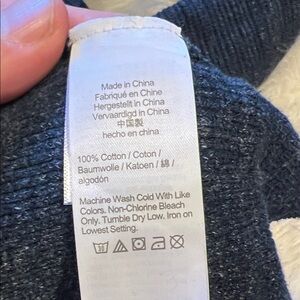 Made in China
Fabriqué en Chine
Hergestellt in China
Vervaardigd in China
中国製
hecho en china
100% Cotton / Coton /
Baumwolle / Katoen / 綿 /
algodón
Machine Wash Cold With Like
Colors. Non-Chlorine Bleach
Only. Tumble Dry Low. Iron on
Lowest Setting.